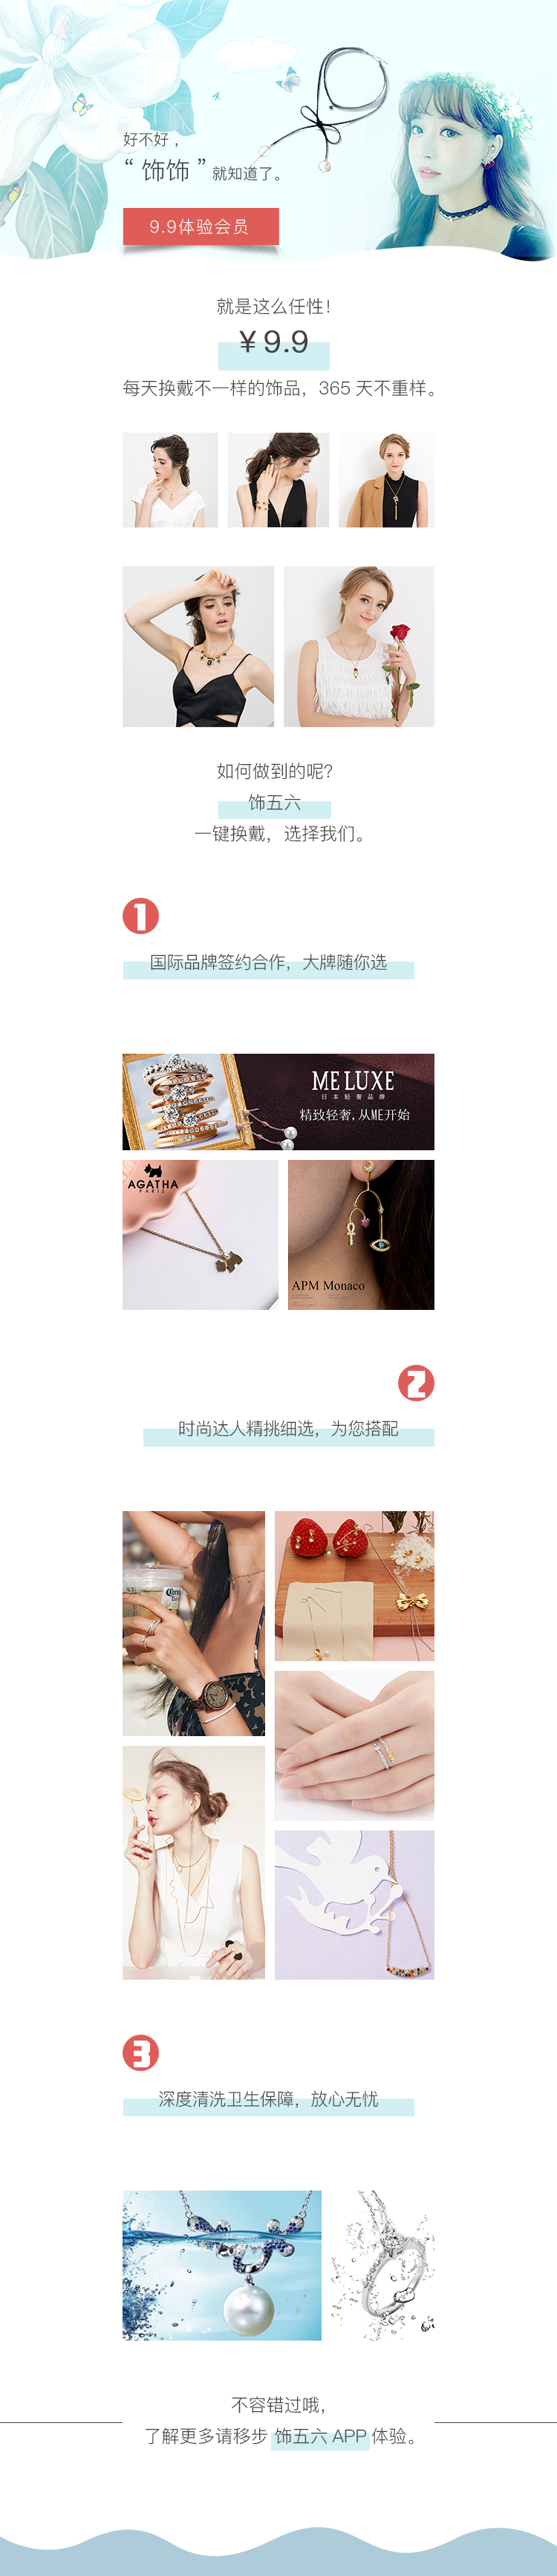 好不好，
“ 饰饰 ” 就知道了。
9.9体验会员
就是这么任性！
¥ 9.9
每天换戴不一样的饰品，365 天不重样。
如何做到的呢？
饰五六
一键换戴，选择我们。
1
国际品牌签约合作，大牌随你选
ME LUXE
日本轻奢品牌
精致轻奢,从ME开始
AGATHA
PARIS
APM Monaco
2
时尚达人精挑细选，为您搭配
3
深度清洗卫生保障，放心无忧
不容错过哦，
了解更多请移步 饰五六 APP 体验。